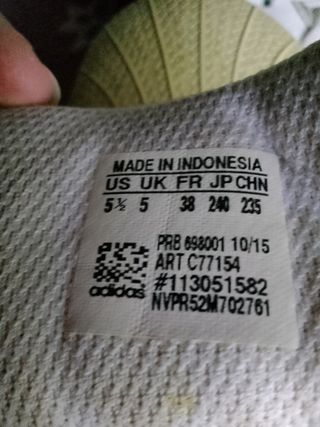 MADE IN INDONESIA
US UK FR JP CHN
5½ 5 38 240 235
PRB 698001 10/15
ART C77154
adidas #113051582
NVPR52M702761